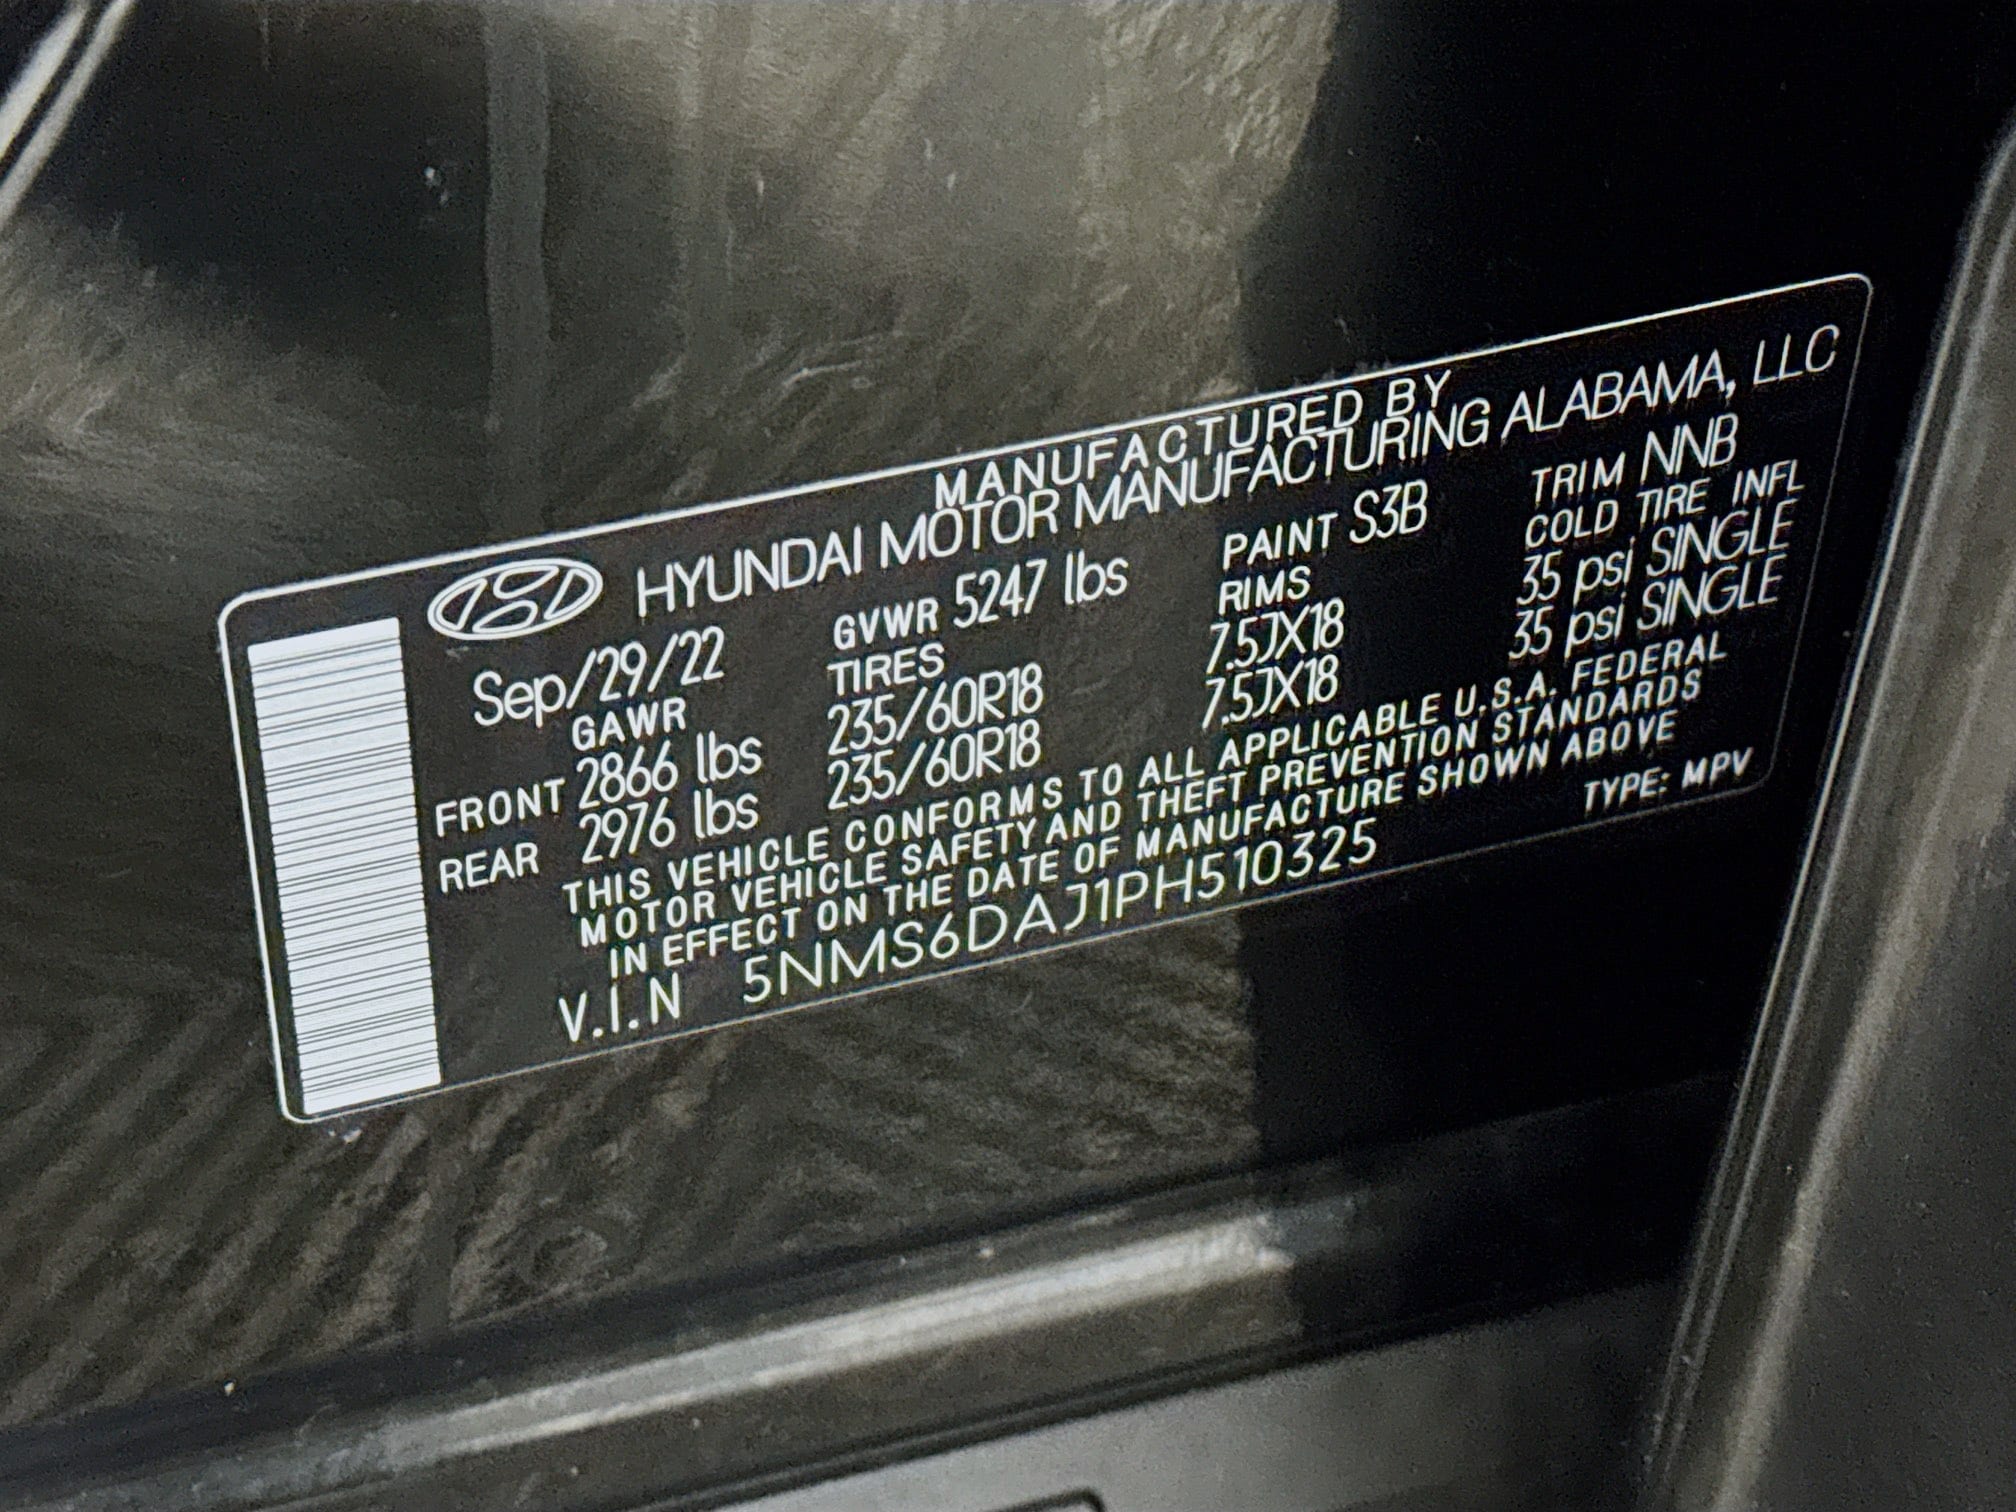 MANUFACTURED BY
HYUNDAI MOTOR MANUFACTURING ALABAMA, LLC
Sep/29/22 GVWR 5247 lbs PAINT S3B TRIM NNB
GAWR TIRES RIMS COLD TIRE INFL
FRONT 2866 lbs 235/60R18 7.5JX18 35 psi SINGLE
REAR 2976 lbs 235/60R18 7.5JX18 35 psi SINGLE
THIS VEHICLE CONFORMS TO ALL APPLICABLE U.S.A. FEDERAL
MOTOR VEHICLE SAFETY AND THEFT PREVENTION STANDARDS
IN EFFECT ON THE DATE OF MANUFACTURE SHOWN ABOVE
V.I.N 5NMS6DAJ1PH510325 TYPE: MPV